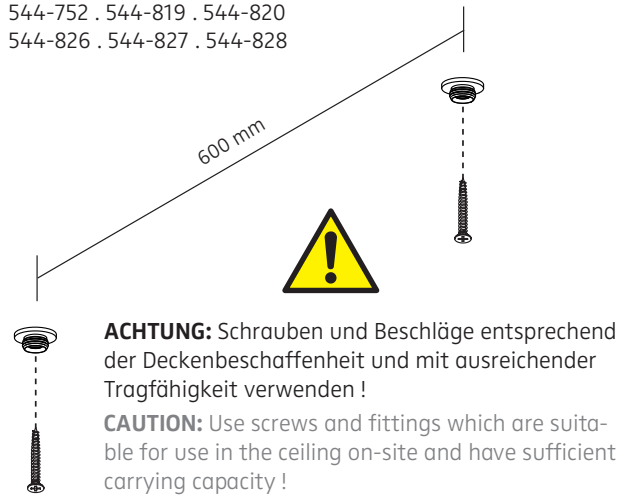 544-752 . 544-819 . 544-820
544-826 . 544-827 . 544-828
600 mm
ACHTUNG: Schrauben und Beschläge entsprechend
der Deckenbeschaffenheit und mit ausreichender
Tragfähigkeit verwenden !
CAUTION: Use screws and fittings which are suita-
ble for use in the ceiling on-site and have sufficient
carrying capacity !